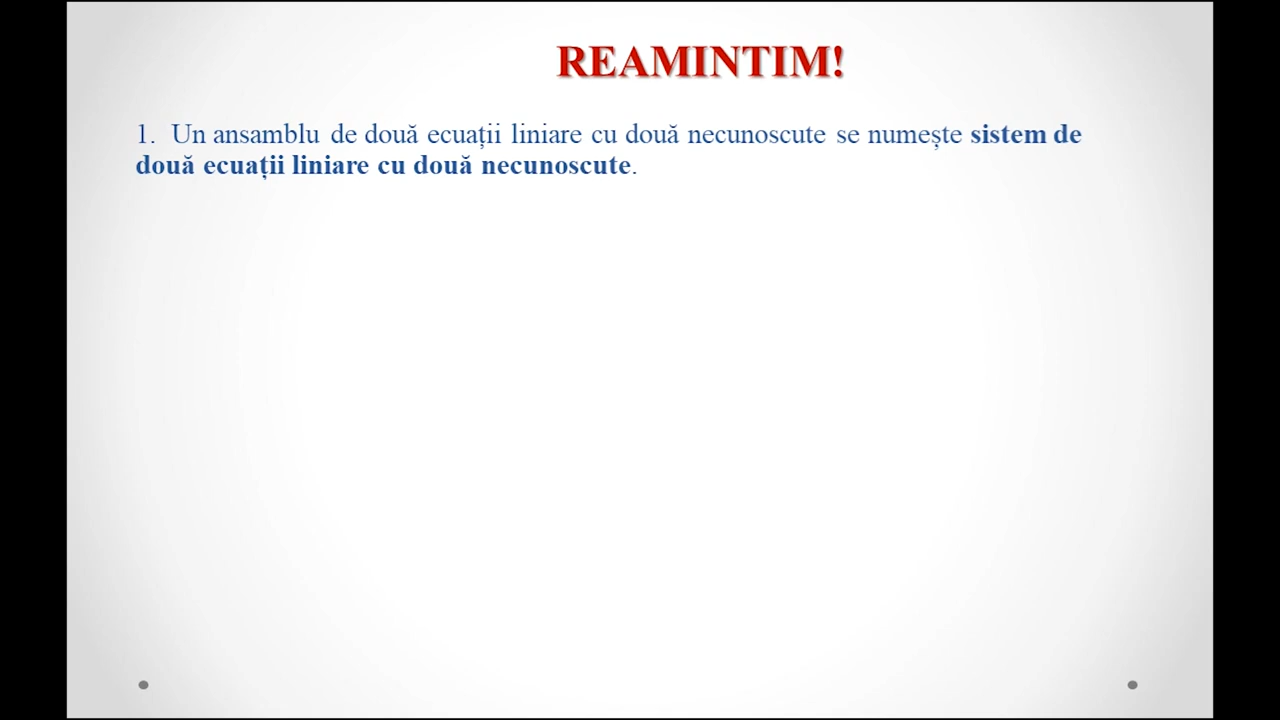 REAMINTIM!
1. Un ansamblu de două ecuații liniare cu două necunoscute se numește sistem de
două ecuații liniare cu două necunoscute.